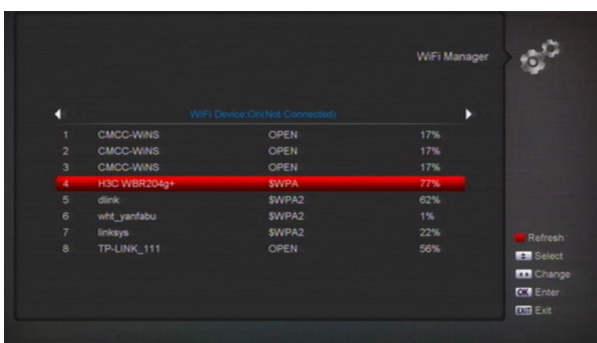 WiFi Manager
WiFi Device:On(Not Connected)
1 CMCC-WiNS OPEN 17%
2 CMCC-WiNS OPEN 17%
3 CMCC-WiNS OPEN 17%
4 H3C WBR204g+ $WPA 77%
5 dlink $WPA2 62%
6 wht_yanfabu $WPA2 1%
7 linksys $WPA2 22%
8 TP-LINK_111 OPEN 56%
Refresh
Select
Change
OK Enter
EXIT Exit